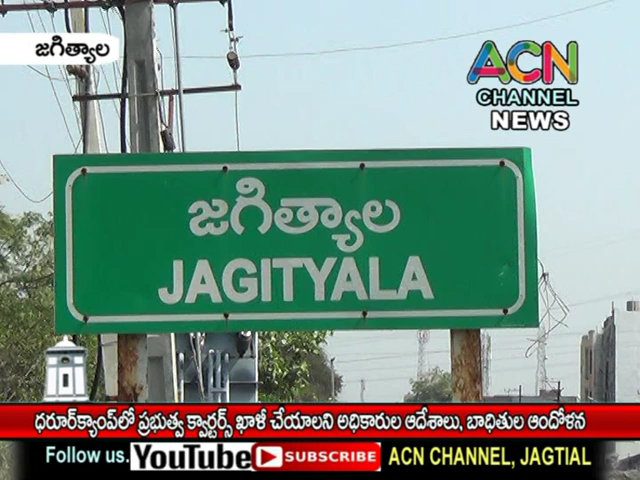 జగిత్యాల
ACN
CHANNEL
NEWS
జగిత్యాల
JAGITYALA
ధరూర్‌క్యాంప్‌లో ప్రభుత్వ క్వార్టర్స్ ఖాళీ చేయాలని అధికారుల ఆదేశాలు, బాధితుల ఆందోళన
Follow us. YouTube SUBSCRIBE ACN CHANNEL, JAGTIAL